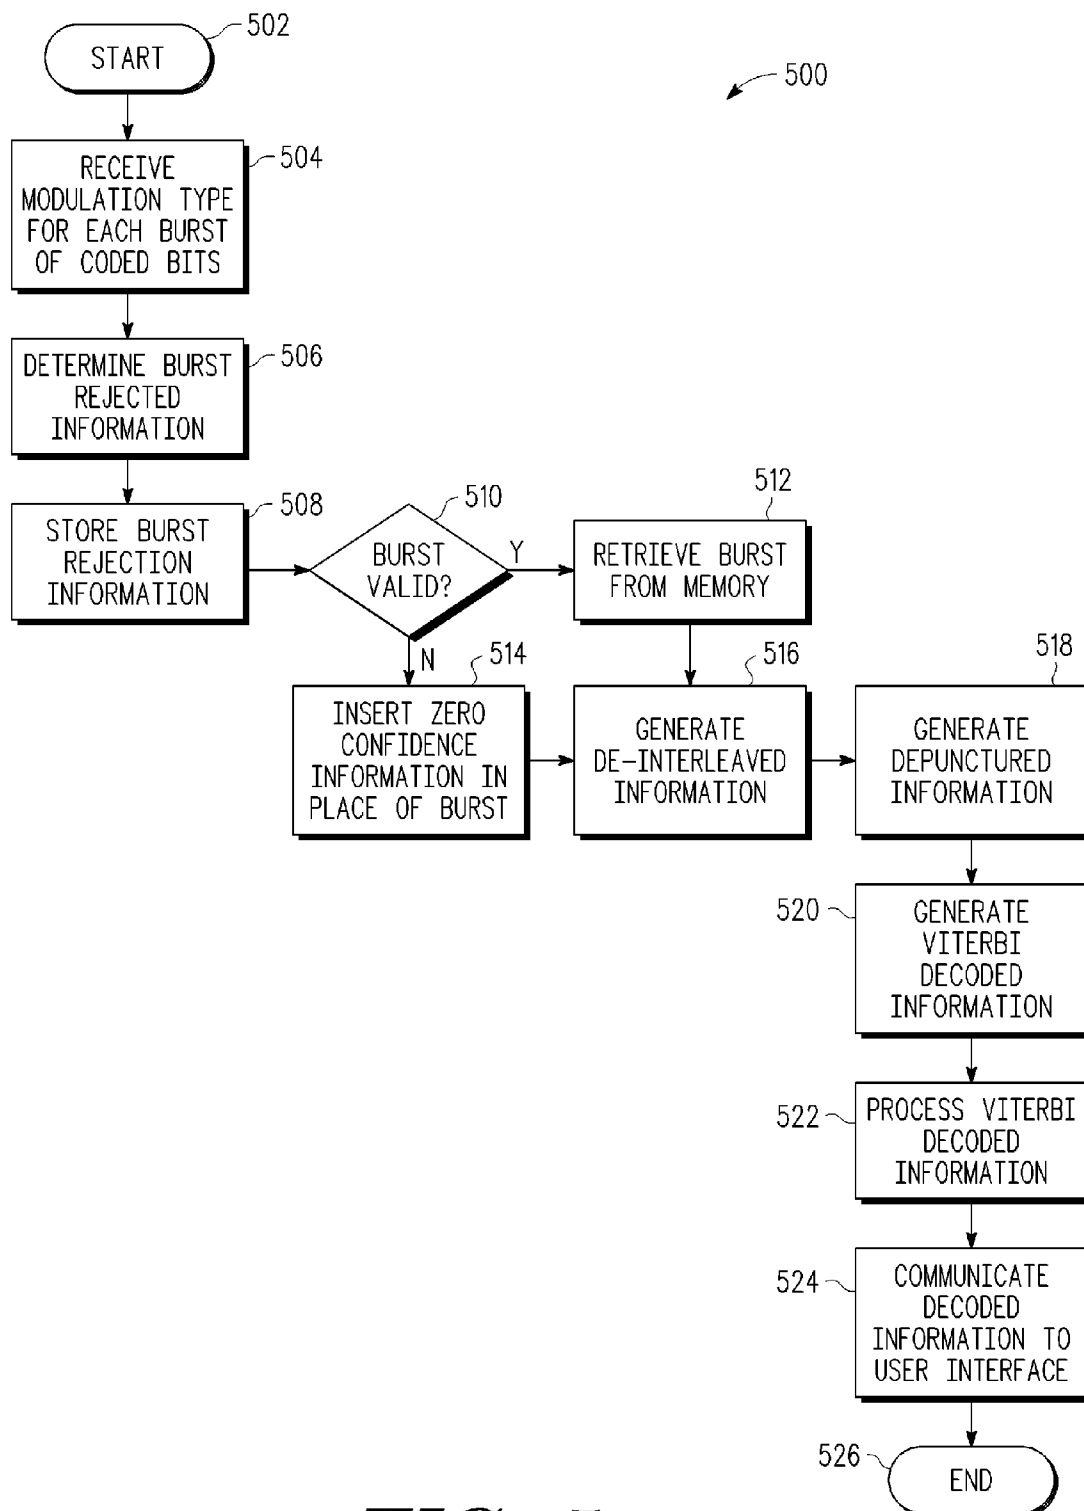 START
502
500
RECEIVE
MODULATION TYPE
FOR EACH BURST
OF CODED BITS
504
DETERMINE BURST
REJECTED
INFORMATION
506
STORE BURST
REJECTION
INFORMATION
508
BURST
VALID?
510
Y
N
RETRIEVE BURST
FROM MEMORY
512
INSERT ZERO
CONFIDENCE
INFORMATION IN
PLACE OF BURST
514
GENERATE
DE-INTERLEAVED
INFORMATION
516
GENERATE
DEPUNCTURED
INFORMATION
518
520
GENERATE
VITERBI
DECODED
INFORMATION
522
PROCESS VITERBI
DECODED
INFORMATION
524
COMMUNICATE
DECODED
INFORMATION TO
USER INTERFACE
526
END